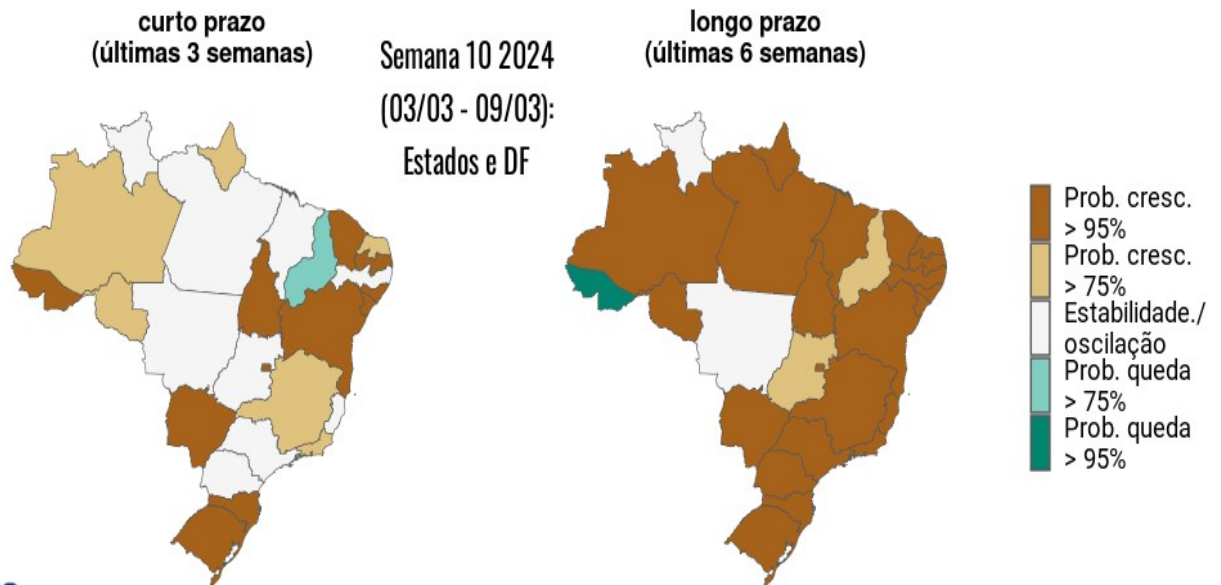 curto prazo
(últimas 3 semanas)
Semana 10 2024
(03/03 - 09/03):
Estados e DF
longo prazo
(últimas 6 semanas)
Prob. cresc.
> 95%
Prob. cresc.
> 75%
Estabilidade./
oscilação
Prob. queda
> 75%
Prob. queda
> 95%